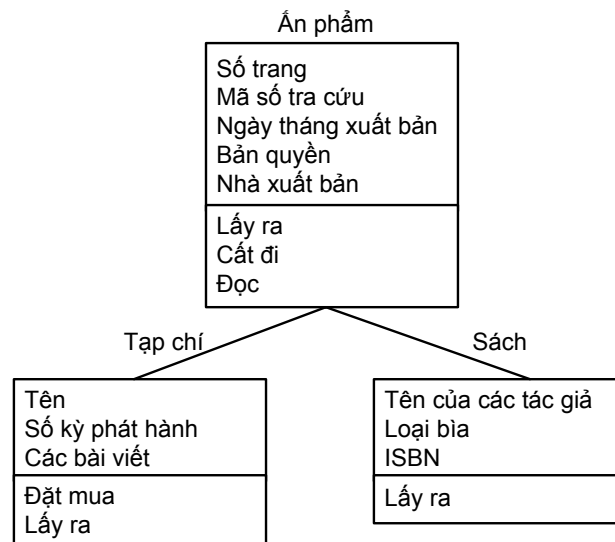 Ấn phẩm
Số trang
Mã số tra cứu
Ngày tháng xuất bản
Bản quyền
Nhà xuất bản
Lấy ra
Cất đi
Đọc
Tạp chí
Sách
Tên
Số kỳ phát hành
Các bài viết
Đặt mua
Lấy ra
Tên của các tác giả
Loại bìa
ISBN
Lấy ra